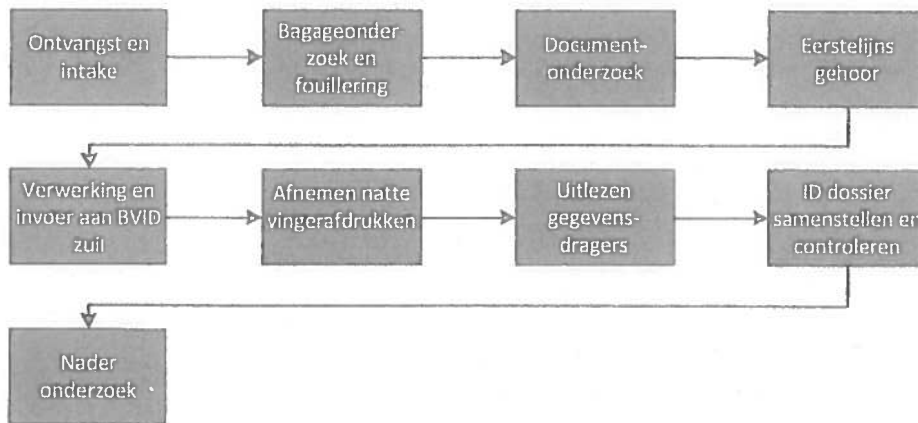 Ontvangst en
intake
Bagageonder-
zoek en
fouillering
Document-
onderzoek
Eerstelijns
gehoor
Verwerking en
invoer aan BVID
zuil
Afnemen natte
vingerafdrukken
Uitlezen
gegevens-
dragers
ID dossier
samenstellen en
controleren
Nader
onderzoek